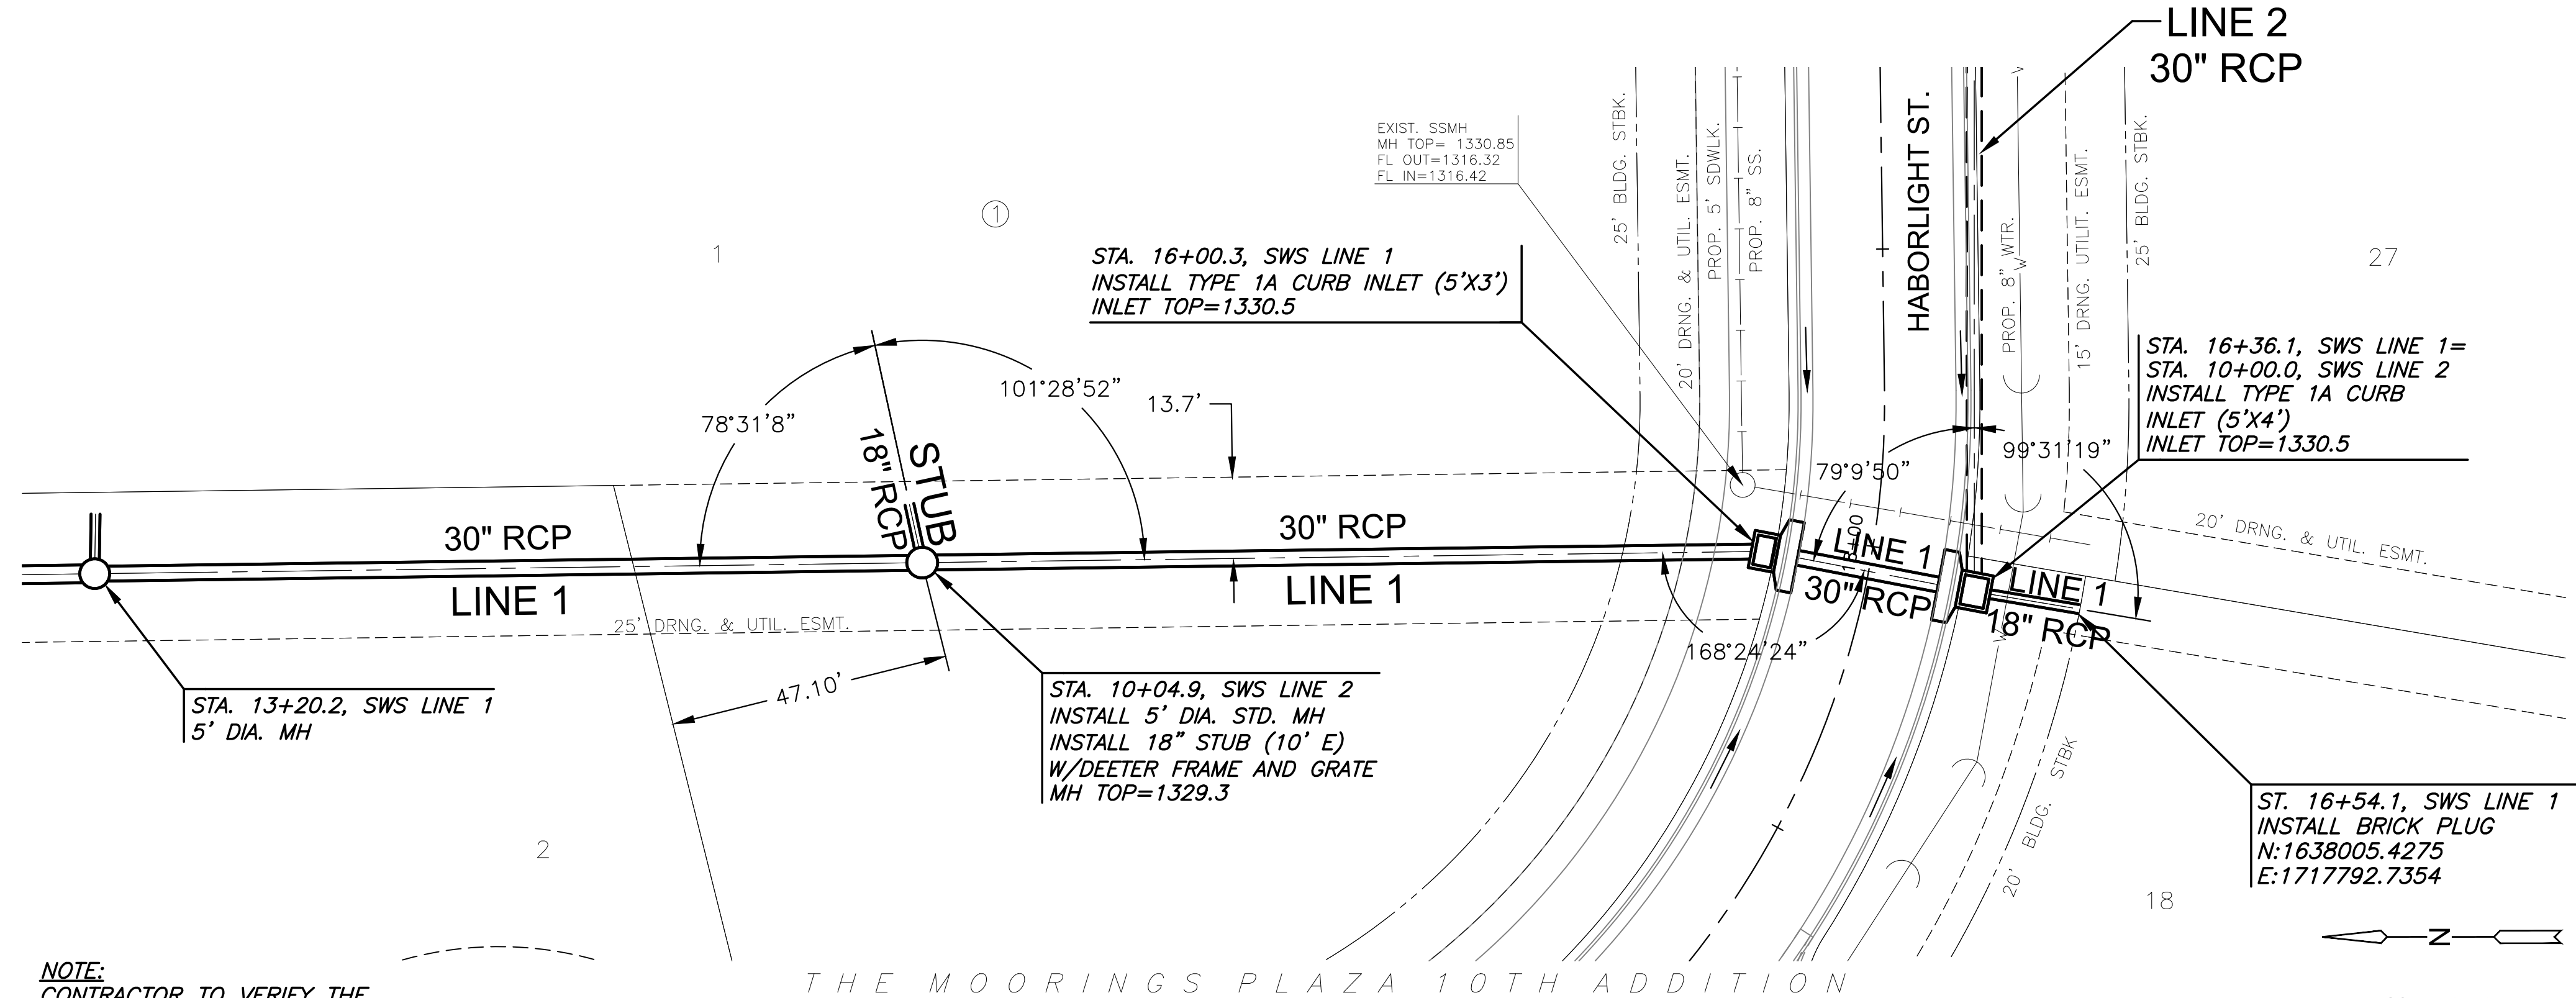 LINE 2
30" RCP
EXIST. SSMH
MH TOP= 1330.85
FL OUT=1316.32
FL IN=1316.42
25' BLDG. STBK.
20' DRNG. & UTIL. ESMT.
PROP. 5' SDWLK.
PROP. 8" SS.
HABORLIGHT ST.
PROP. 8" WTR.
W
W
W
15' DRNG. UTILIT. ESMT.
25' BLDG. STBK.
1
1
27
STA. 16+00.3, SWS LINE 1
INSTALL TYPE 1A CURB INLET (5'X3')
INLET TOP=1330.5
STA. 16+36.1, SWS LINE 1=
STA. 10+00.0, SWS LINE 2
INSTALL TYPE 1A CURB
INLET (5'X4')
INLET TOP=1330.5
78°31'8"
101°28'52"
13.7'
79°9'50"
99°31'19"
STUB
18" RCP
30" RCP
LINE 1
30" RCP
LINE 1
LINE 1
30" RCP
LINE 1
18" RCP
20' DRNG. & UTIL. ESMT.
25' DRNG. & UTIL. ESMT.
168°24'24"
47.10'
STA. 13+20.2, SWS LINE 1
5' DIA. MH
STA. 10+04.9, SWS LINE 2
INSTALL 5' DIA. STD. MH
INSTALL 18" STUB (10' E)
W/DEETER FRAME AND GRATE
MH TOP=1329.3
ST. 16+54.1, SWS LINE 1
INSTALL BRICK PLUG
N:1638005.4275
E:1717792.7354
20' BLDG. STBK
2
18
N
NOTE:
CONTRACTOR TO VERIFY THE
THE MOORINGS PLAZA 10TH ADDITION